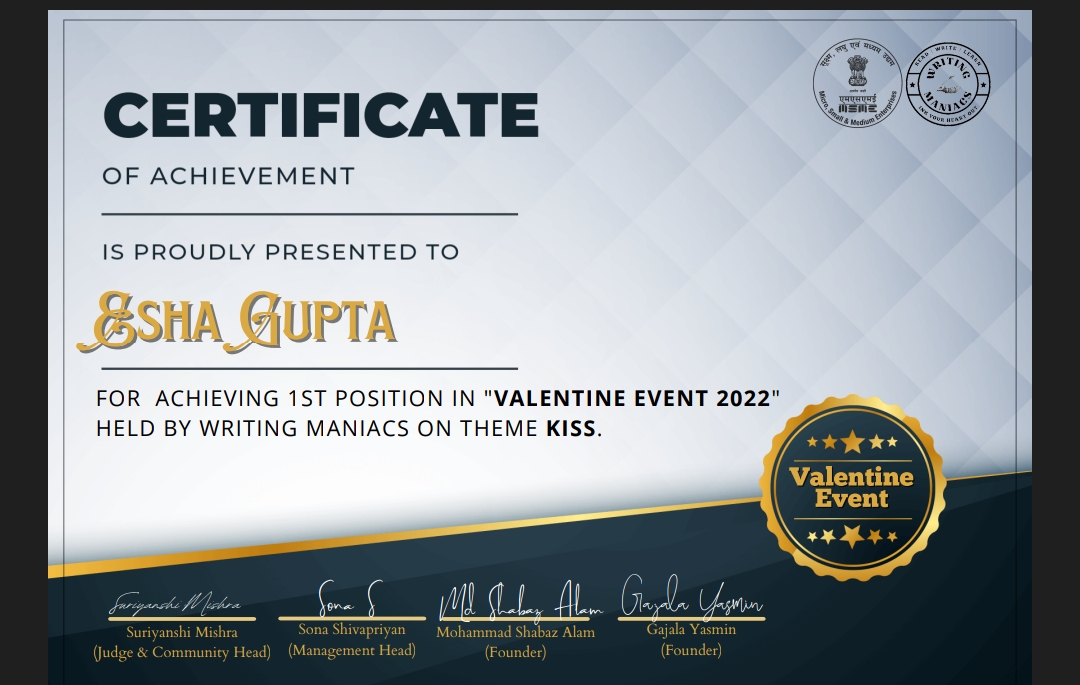 सूक्ष्म, लघु एवं मध्यम उद्यम
एमएसएमई
MSME
Micro, Small & Medium Enterprises
READ · WRITE · LEARN
WRITING
MANIACS
INK YOUR HEART OUT
CERTIFICATE
OF ACHIEVEMENT
IS PROUDLY PRESENTED TO
Esha Gupta
FOR ACHIEVING 1ST POSITION IN "VALENTINE EVENT 2022"
HELD BY WRITING MANIACS ON THEME KISS.
Valentine
Event
Suriyanshi Mishra
Sona S
Md Shabaz Alam
Gazala Yasmin
Suriyanshi Mishra
(Judge & Community Head)
Sona Shivapriyan
(Management Head)
Mohammad Shabaz Alam
(Founder)
Gajala Yasmin
(Founder)